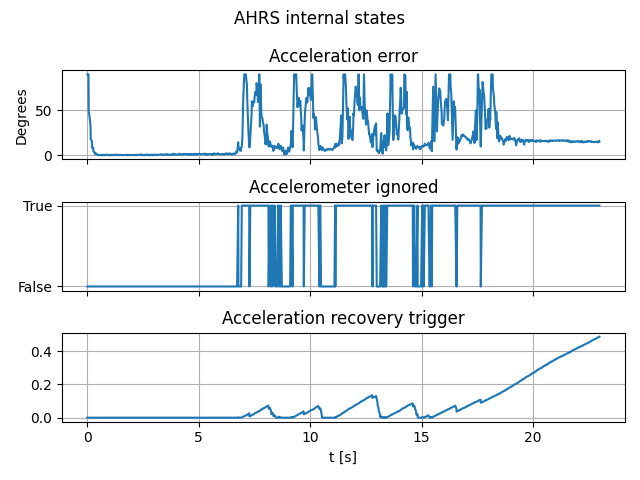 AHRS internal states
Acceleration error
Degrees
50
0
Accelerometer ignored
True
False
Acceleration recovery trigger
0.4
0.2
0.0
0 5 10 15 20
t [s]